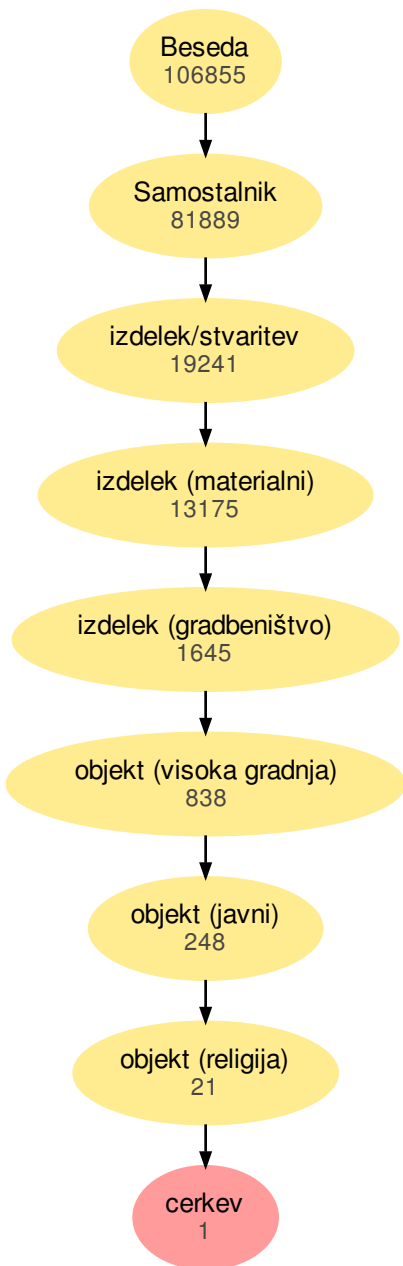 Beseda
106855
Samostalnik
81889
izdelek/stvaritev
19241
izdelek (materialni)
13175
izdelek (gradbeništvo)
1645
objekt (visoka gradnja)
838
objekt (javni)
248
objekt (religija)
21
cerkev
1